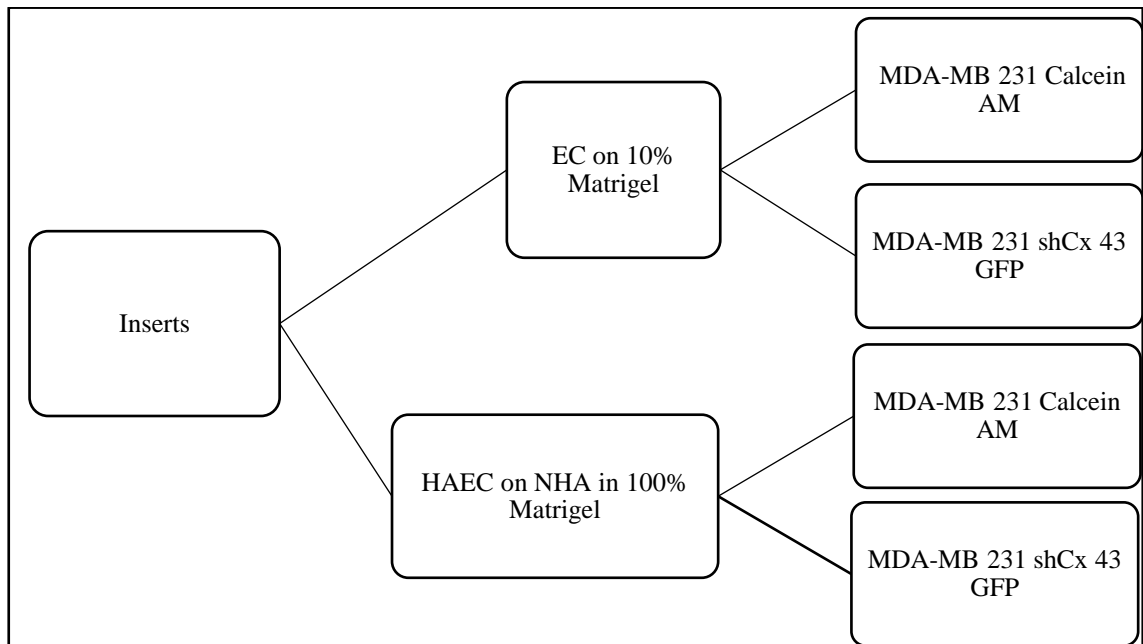 Inserts
EC on 10%
Matrigel
MDA-MB 231 Calcein
AM
MDA-MB 231 shCx 43
GFP
HAEC on NHA in 100%
Matrigel
MDA-MB 231 Calcein
AM
MDA-MB 231 shCx 43
GFP